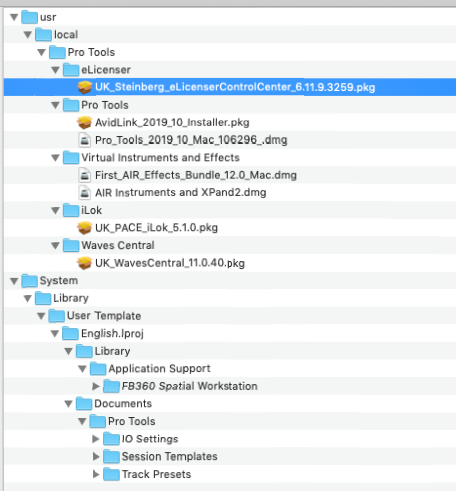 usr
local
Pro Tools
eLicenser
UK_Steinberg_eLicenserControlCenter_6.11.9.3259.pkg
Pro Tools
AvidLink_2019_10_Installer.pkg
Pro_Tools_2019_10_Mac_106296_.dmg
Virtual Instruments and Effects
First_AIR_Effects_Bundle_12.0_Mac.dmg
AIR Instruments and XPand2.dmg
iLok
UK_PACE_iLok_5.1.0.pkg
Waves Central
UK_WavesCentral_11.0.40.pkg
System
Library
User Template
English.lproj
Library
Application Support
FB360 Spatial Workstation
Documents
Pro Tools
IO Settings
Session Templates
Track Presets